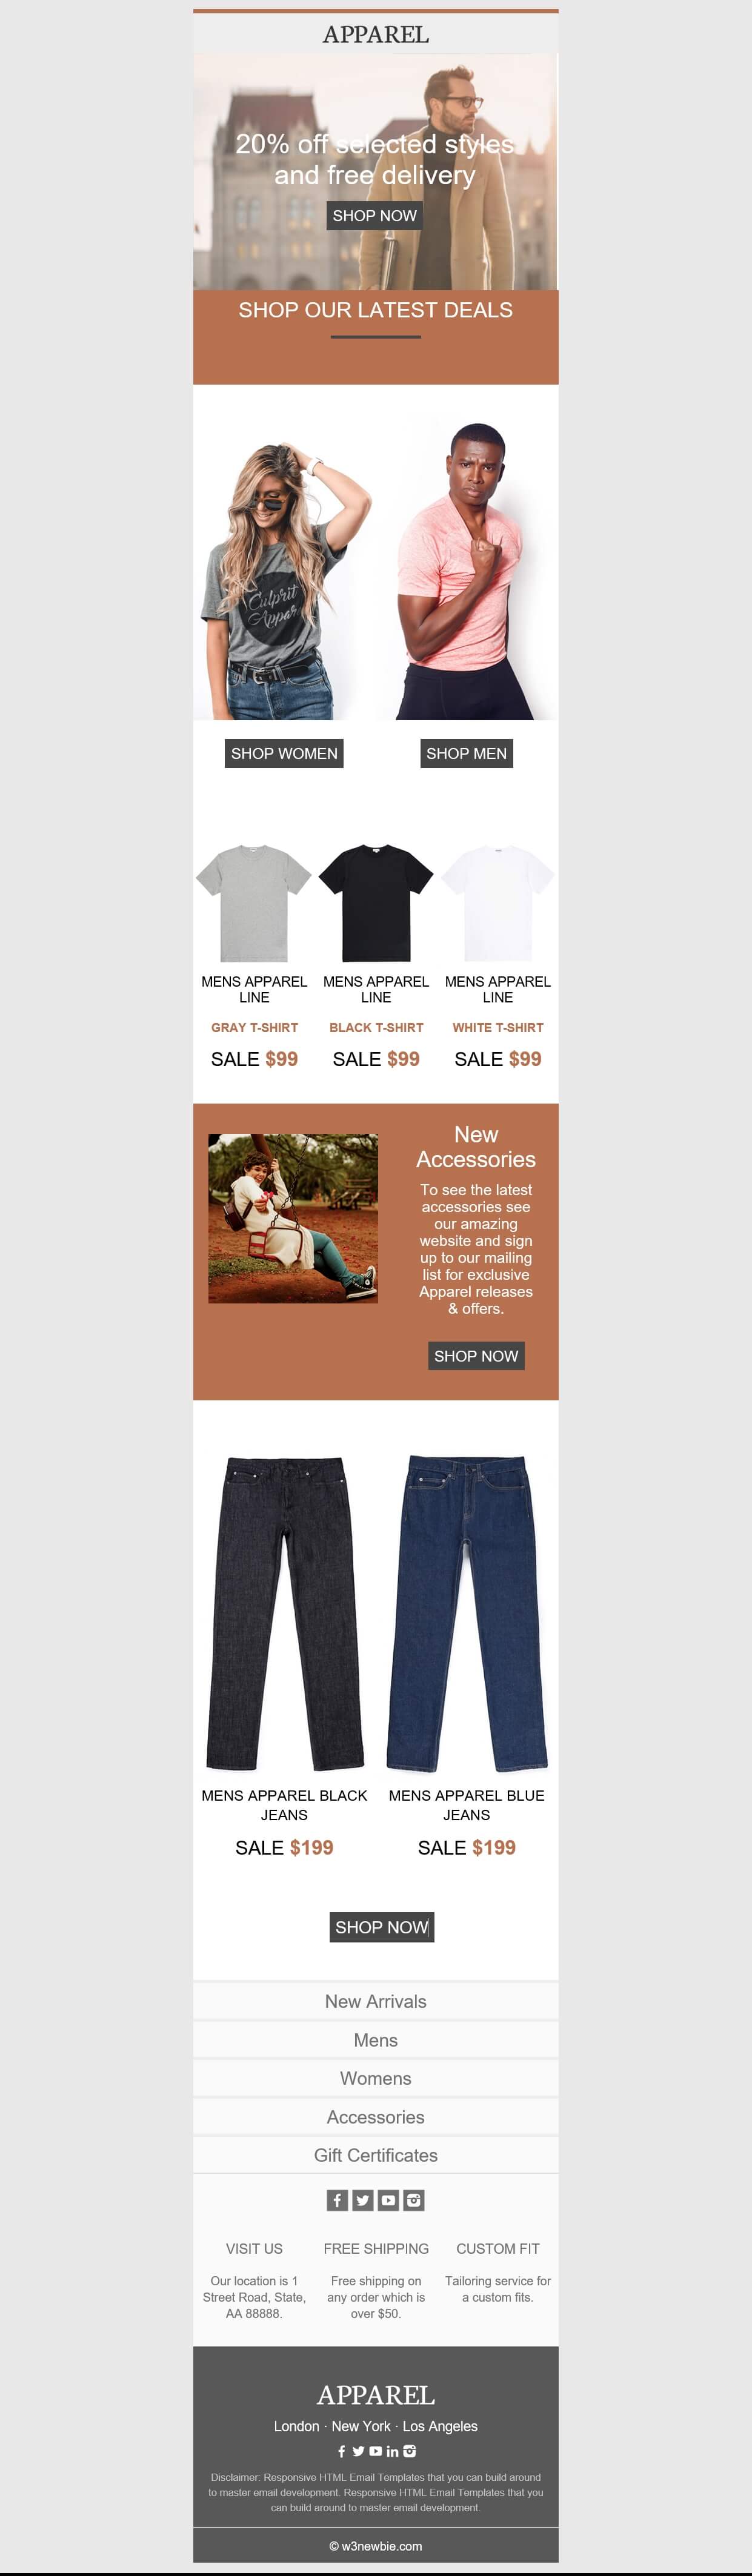 APPAREL
20% off selected styles
and free delivery
SHOP NOW
SHOP OUR LATEST DEALS
Culprit
Appar
SHOP WOMEN
SHOP MEN
MENS APPAREL
LINE
GRAY T-SHIRT
SALE $99
MENS APPAREL
LINE
BLACK T-SHIRT
SALE $99
MENS APPAREL
LINE
WHITE T-SHIRT
SALE $99
New
Accessories
To see the latest
accessories see
our amazing
website and sign
up to our mailing
list for exclusive
Apparel releases
& offers.
SHOP NOW
MENS APPAREL BLACK
JEANS
SALE $199
MENS APPAREL BLUE
JEANS
SALE $199
SHOP NOW
New Arrivals
Mens
Womens
Accessories
Gift Certificates
VISIT US
Our location is 1
Street Road, State,
AA 88888.
FREE SHIPPING
Free shipping on
any order which is
over $50.
CUSTOM FIT
Tailoring service for
a custom fits.
APPAREL
London · New York · Los Angeles
Disclaimer: Responsive HTML Email Templates that you can build around
to master email development. Responsive HTML Email Templates that you
can build around to master email development.
© w3newbie.com